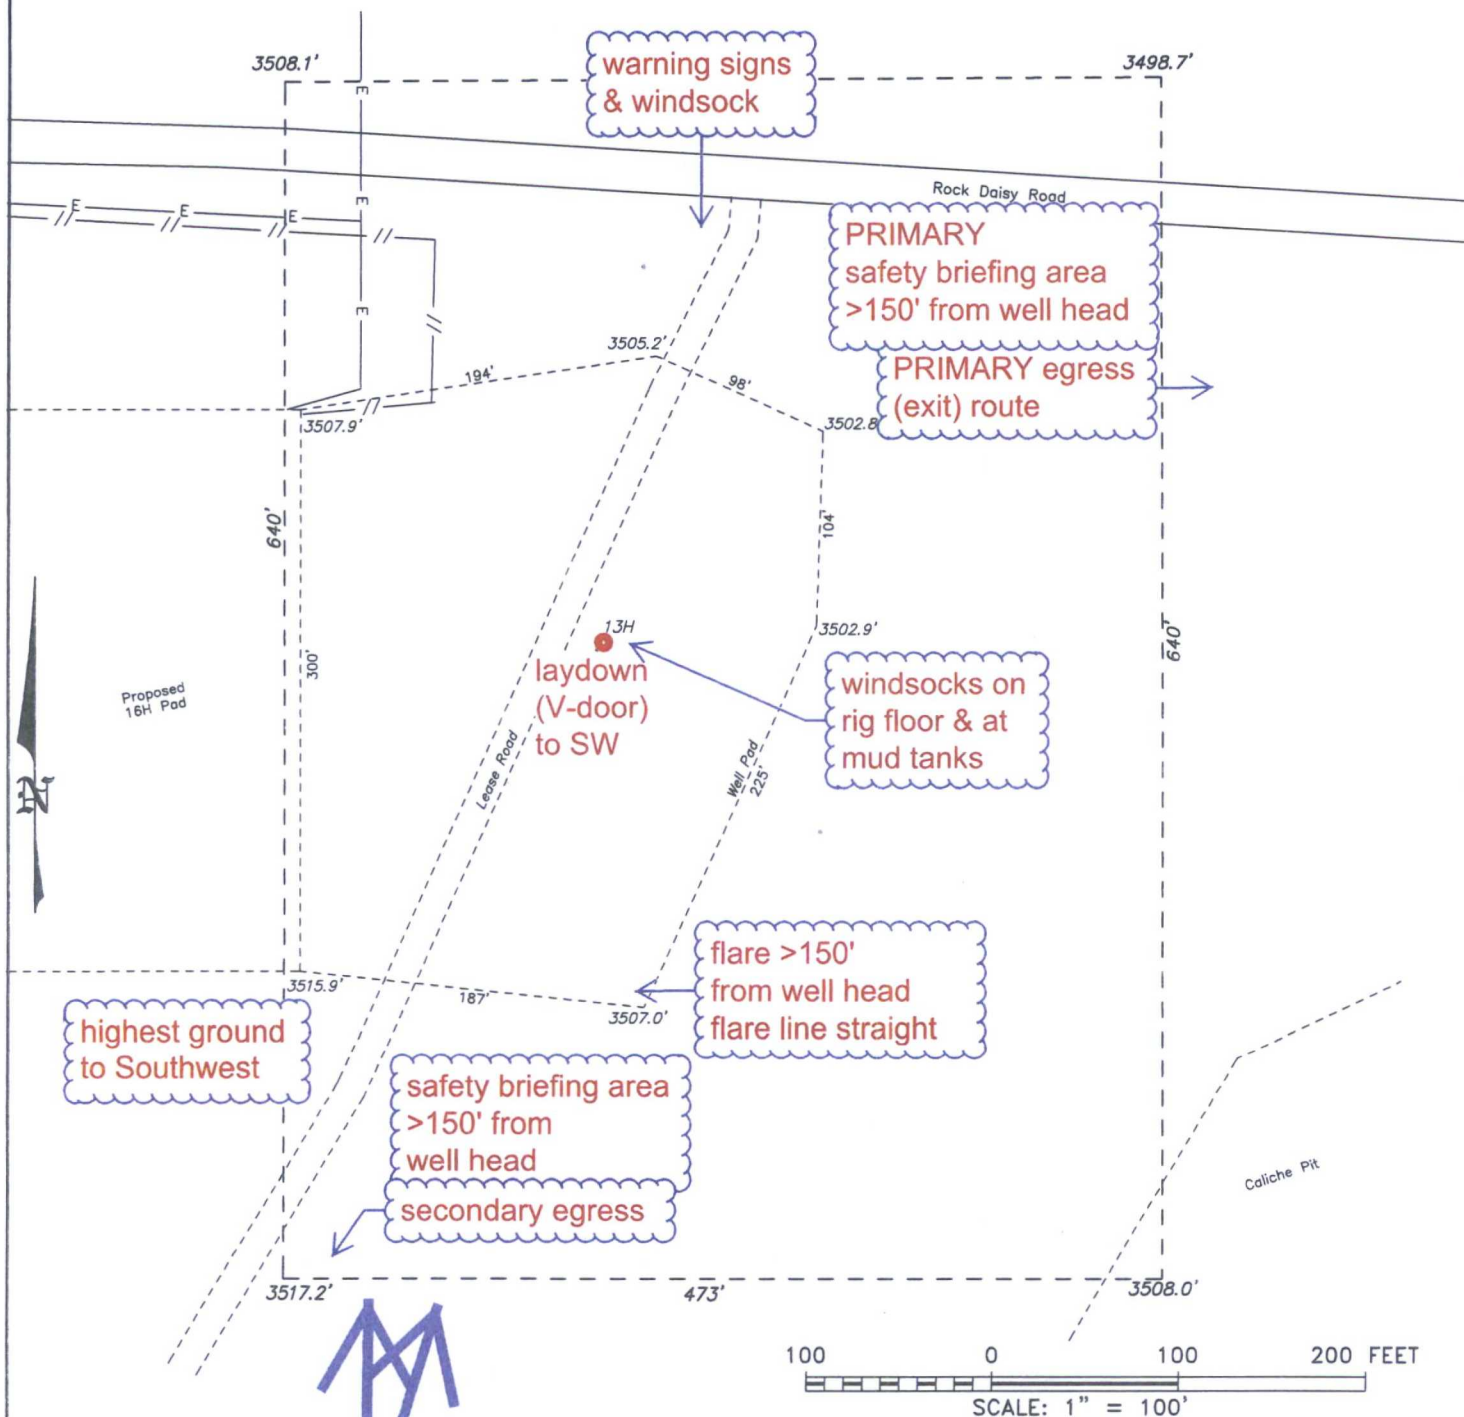 3508.1'
warning signs
& windsock
3498.7'
E
Rock Daisy Road
E
E
E
PRIMARY
safety briefing area
>150' from well head
E
3505.2'
194'
98'
PRIMARY egress
(exit) route
3507.9'
3502.8
640'
104'
13H
3502.9'
640'
300'
laydown
(V-door)
to SW
windsocks on
rig floor & at
mud tanks
Proposed
16H Pad
Lease Road
Well Pad
225'
N
flare >150'
from well head
flare line straight
3515.9'
187'
3507.0'
highest ground
to Southwest
safety briefing area
>150' from
well head
secondary egress
Caliche Pit
3517.2'
473'
3508.0'
100 0 100 200 FEET
SCALE: 1" = 100'